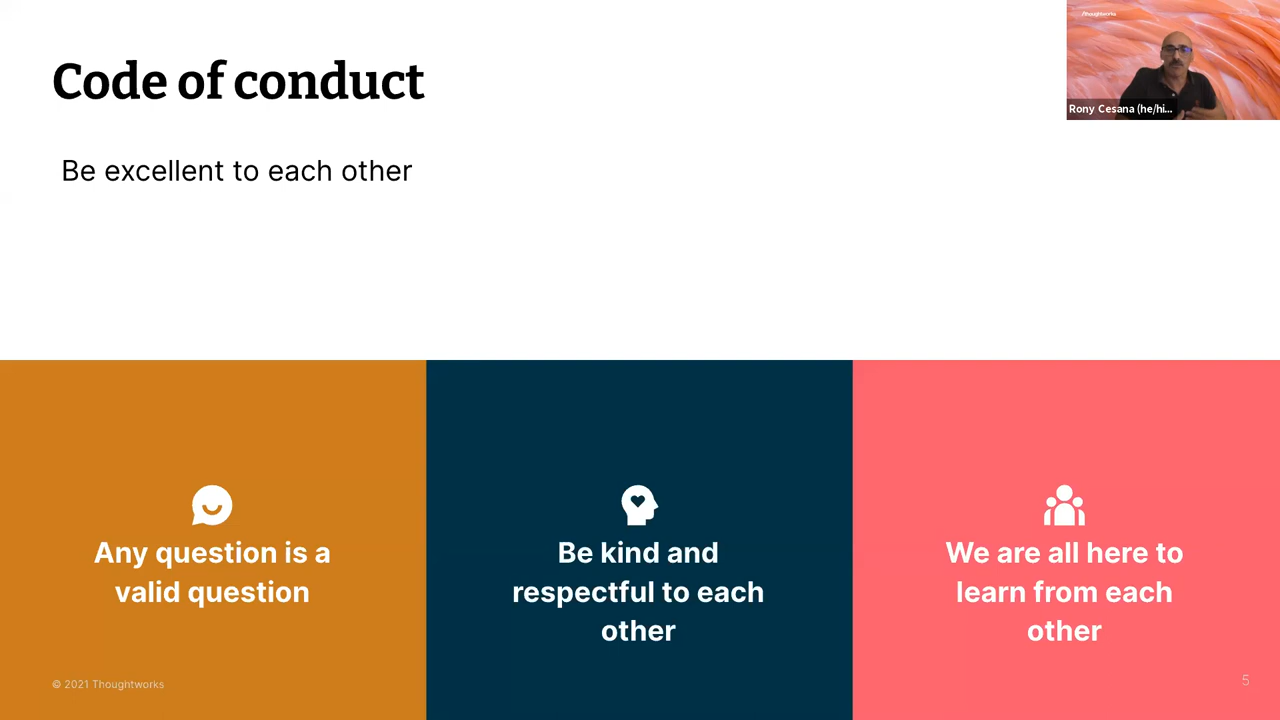 Code of conduct
/thoughtworks
Rony Cesana (he/hi...
Be excellent to each other
Any question is a
valid question
Be kind and
respectful to each
other
We are all here to
learn from each
other
© 2021 Thoughtworks
5